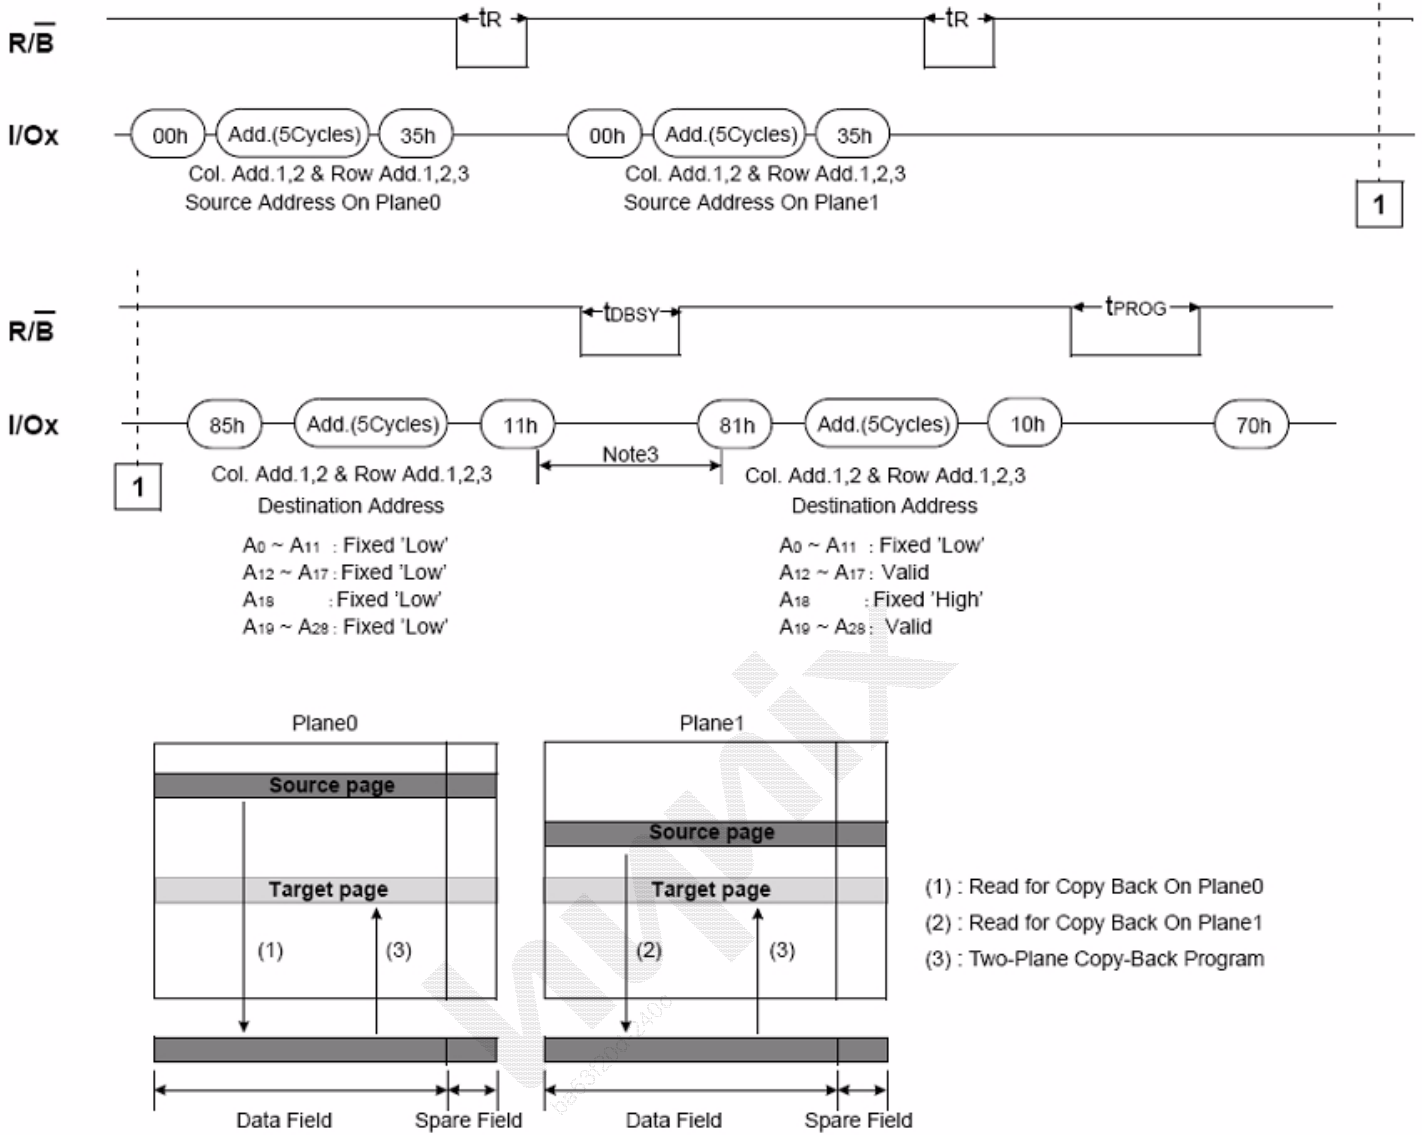 R/B tR tR
I/Ox 00h Add.(5Cycles) 35h 00h Add.(5Cycles) 35h
Col. Add.1,2 & Row Add.1,2,3 Col. Add.1,2 & Row Add.1,2,3
Source Address On Plane0 Source Address On Plane1
1
R/B tDBSY tPROG
I/Ox 85h Add.(5Cycles) 11h 81h Add.(5Cycles) 10h 70h
Note3
1
Col. Add.1,2 & Row Add.1,2,3 Col. Add.1,2 & Row Add.1,2,3
Destination Address Destination Address
A0 ~ A11 : Fixed 'Low' A0 ~ A11 : Fixed 'Low'
A12 ~ A17 : Fixed 'Low' A12 ~ A17 : Valid
A18 : Fixed 'Low' A18 : Fixed 'High'
A19 ~ A28 : Fixed 'Low' A19 ~ A28 : Valid
Plane0 Plane1
Source page
Source page
Target page Target page
(1) : Read for Copy Back On Plane0
(2) : Read for Copy Back On Plane1
(3) : Two-Plane Copy-Back Program
(1) (3) (2) (3)
Data Field Spare Field Data Field Spare Field